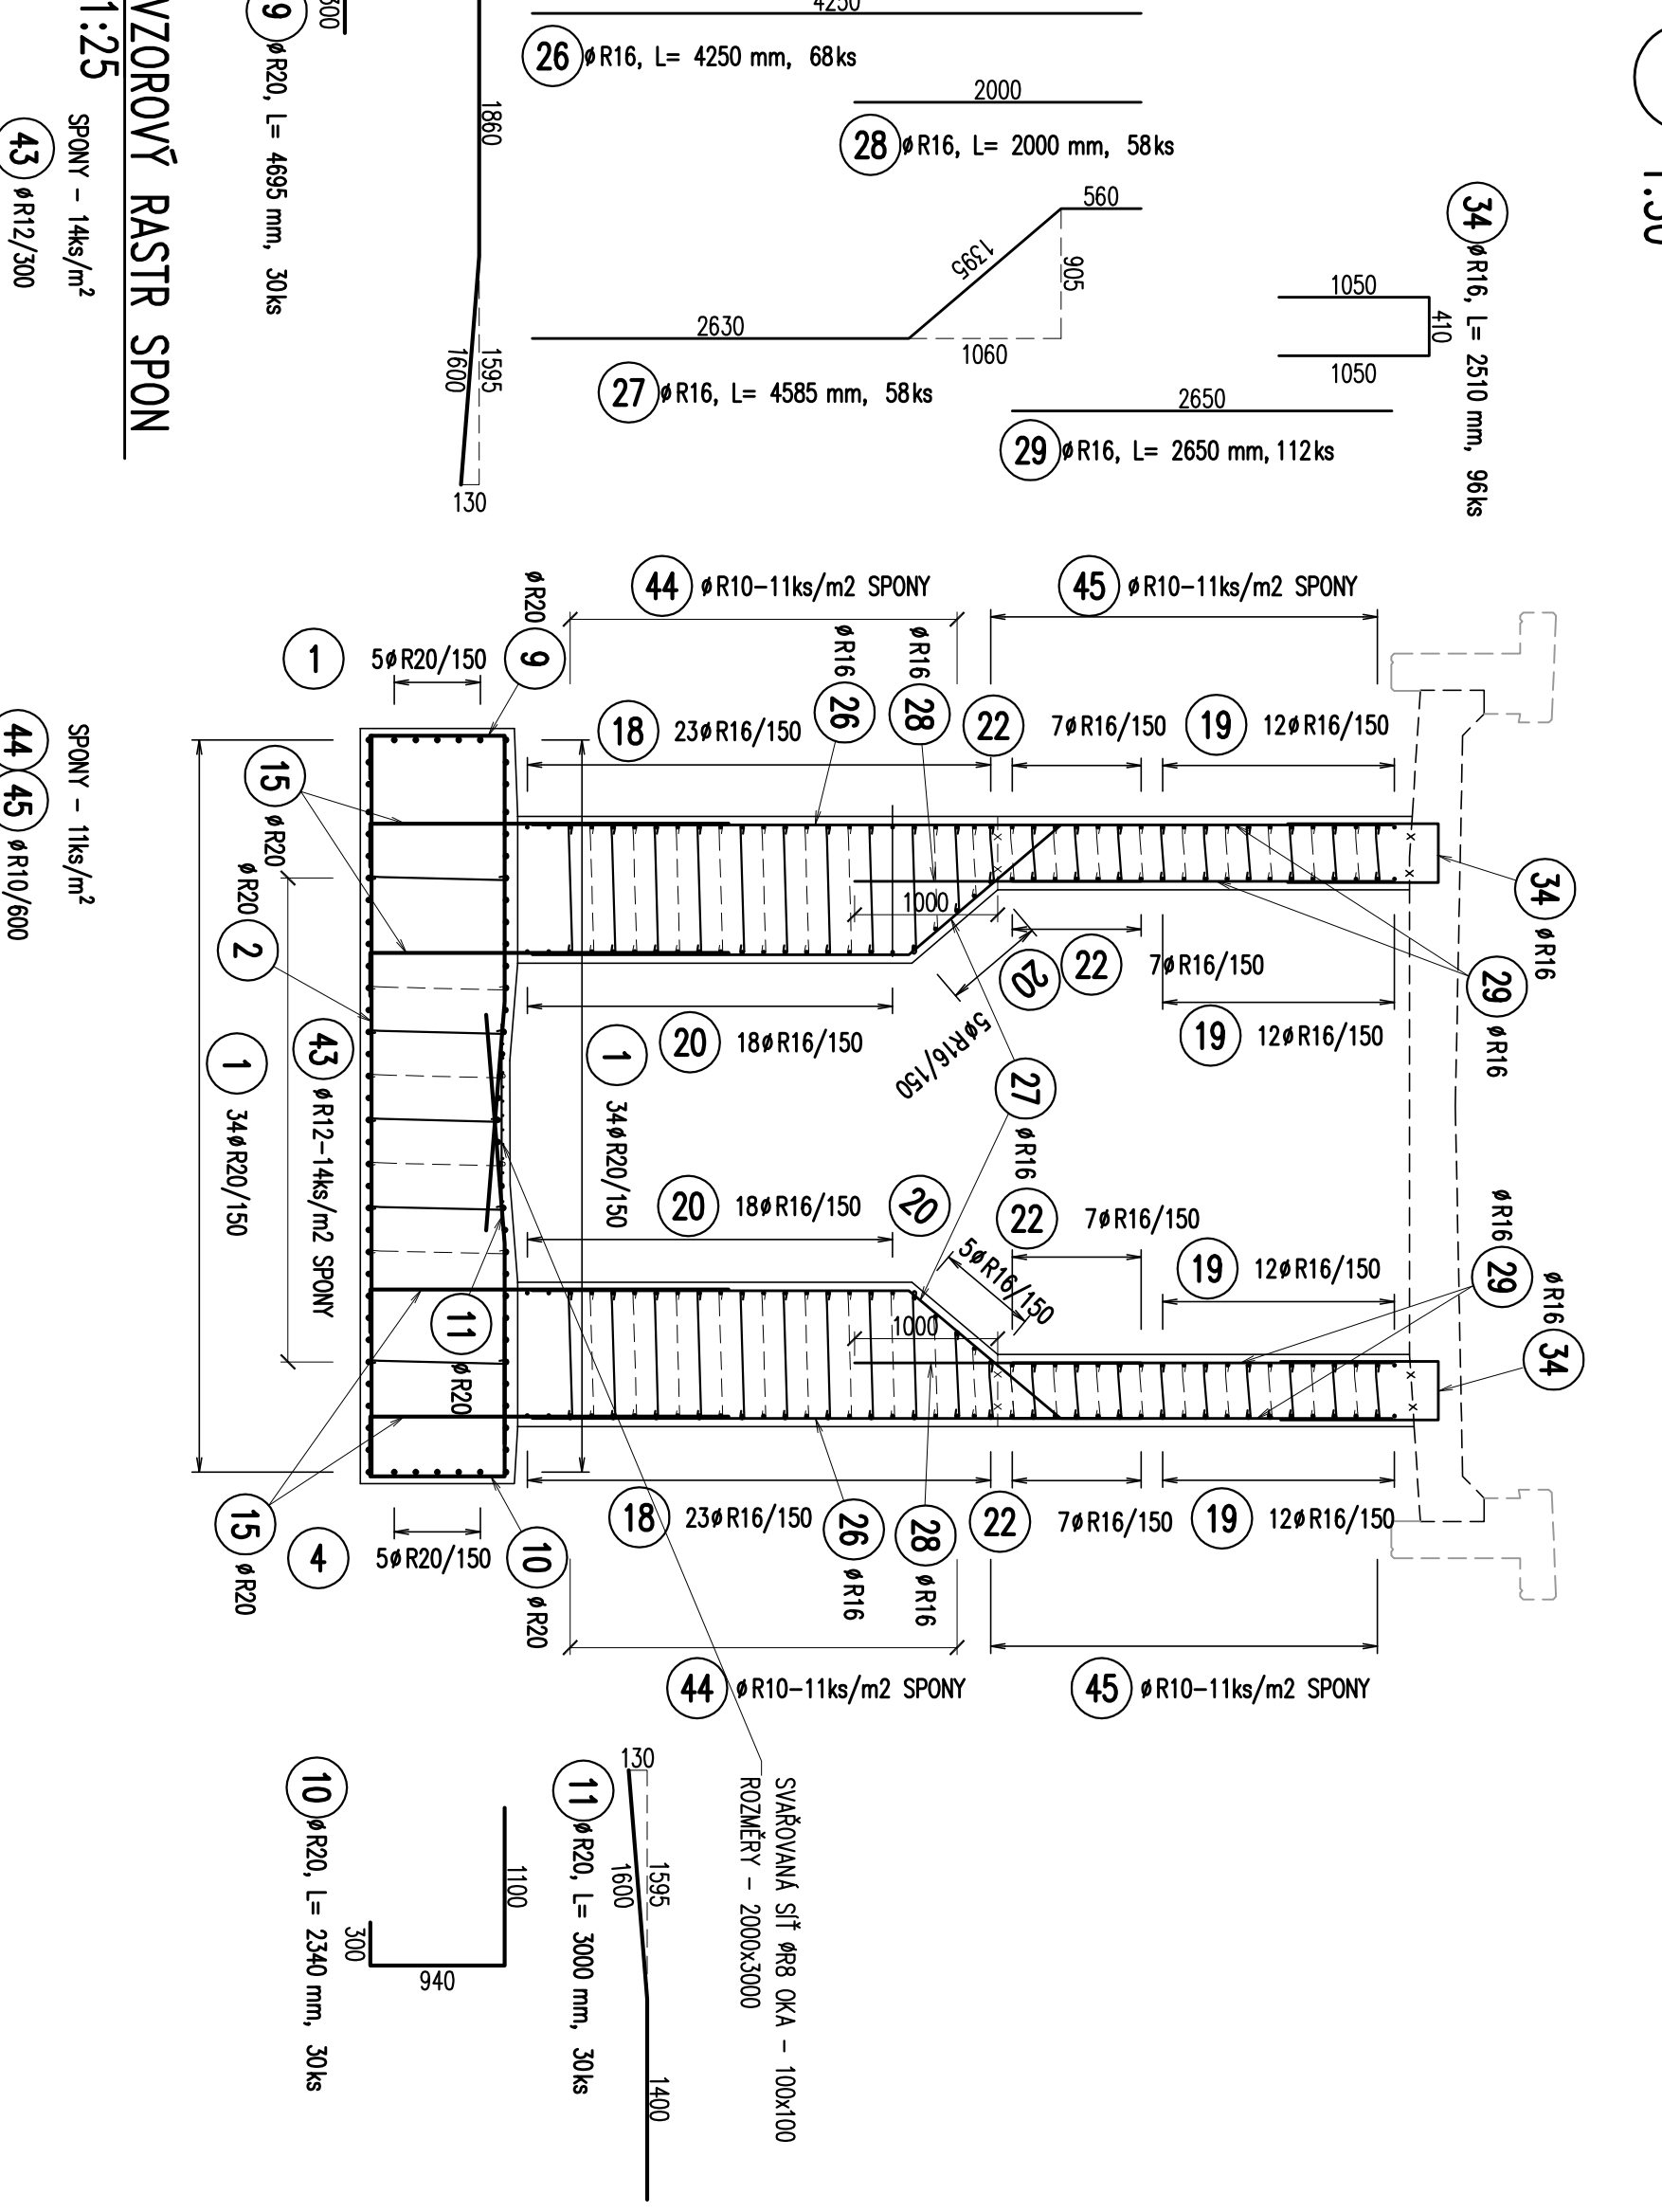 4250
26 øR16, L= 4250 mm, 68ks
2000
28 øR16, L= 2000 mm, 58ks
560
1395
905
2630
1060
27 øR16, L= 4585 mm, 58ks
1050
410
1050
34 øR16, L= 2510 mm, 96ks
2650
29 øR16, L= 2650 mm, 112ks
300
9 øR20, L= 4695 mm, 30ks
1860
1595
1600
130
VZOROVÝ RASTR SPON
1:25
SPONY - 14ks/m²
43 øR12/300
SPONY - 11ks/m²
44 45 øR10/600
44 øR10-11ks/m2 SPONY
45 øR10-11ks/m2 SPONY
1 5øR20/150
9 øR20
18 23øR16/150
26 øR16
28 øR16
22 7øR16/150
19 12øR16/150
15 øR20
2 øR20
1000
20 5øR16/150
22 7øR16/150
19 12øR16/150
34 øR16
29 øR16
20 18øR16/150
43 øR12-14ks/m2 SPONY
1 34øR20/150
1 34øR20/150
27 øR16
20 18øR16/150
20 5øR16/150
22 7øR16/150
19 12øR16/150
29 øR16
34 øR16
11 øR20
1000
15 øR20
4 5øR20/150
10 øR20
18 23øR16/150
26 øR16
28 øR16
22 7øR16/150
19 12øR16/150
44 øR10-11ks/m2 SPONY
45 øR10-11ks/m2 SPONY
SVAŘOVANÁ SÍŤ øR8 OKA - 100x100
ROZMĚRY - 2000x3000
130
1595
1600
1400
11 øR20, L= 3000 mm, 30ks
1100
940
300
10 øR20, L= 2340 mm, 30ks